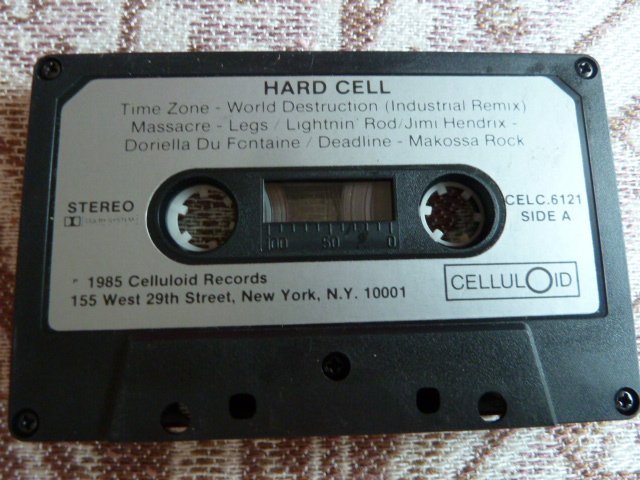 HARD CELL
Time Zone - World Destruction (Industrial Remix)
Massacre - Legs / Lightnin' Rod/Jimi Hendrix -
Doriella Du Fontaine / Deadline - Makossa Rock
STEREO
DOLBY SYSTEM
100 50 0
CELC.6121
SIDE A
1985 Celluloid Records
155 West 29th Street, New York, N.Y. 10001
CELLULOID